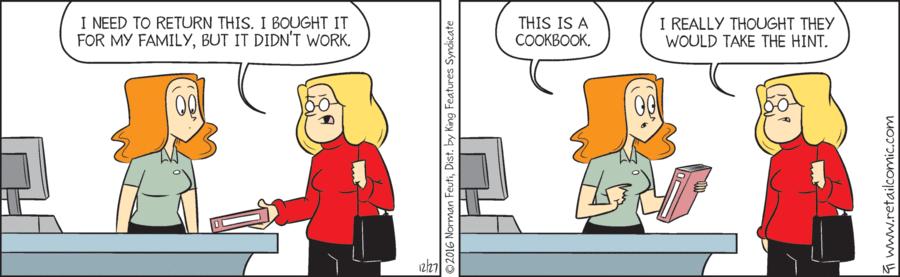 I NEED TO RETURN THIS. I BOUGHT IT
FOR MY FAMILY, BUT IT DIDN'T WORK.
12/27
© 2016 Norman Feuti, Dist. by King Features Syndicate
THIS IS A
COOKBOOK.
I REALLY THOUGHT THEY
WOULD TAKE THE HINT.
www.retailcomic.com